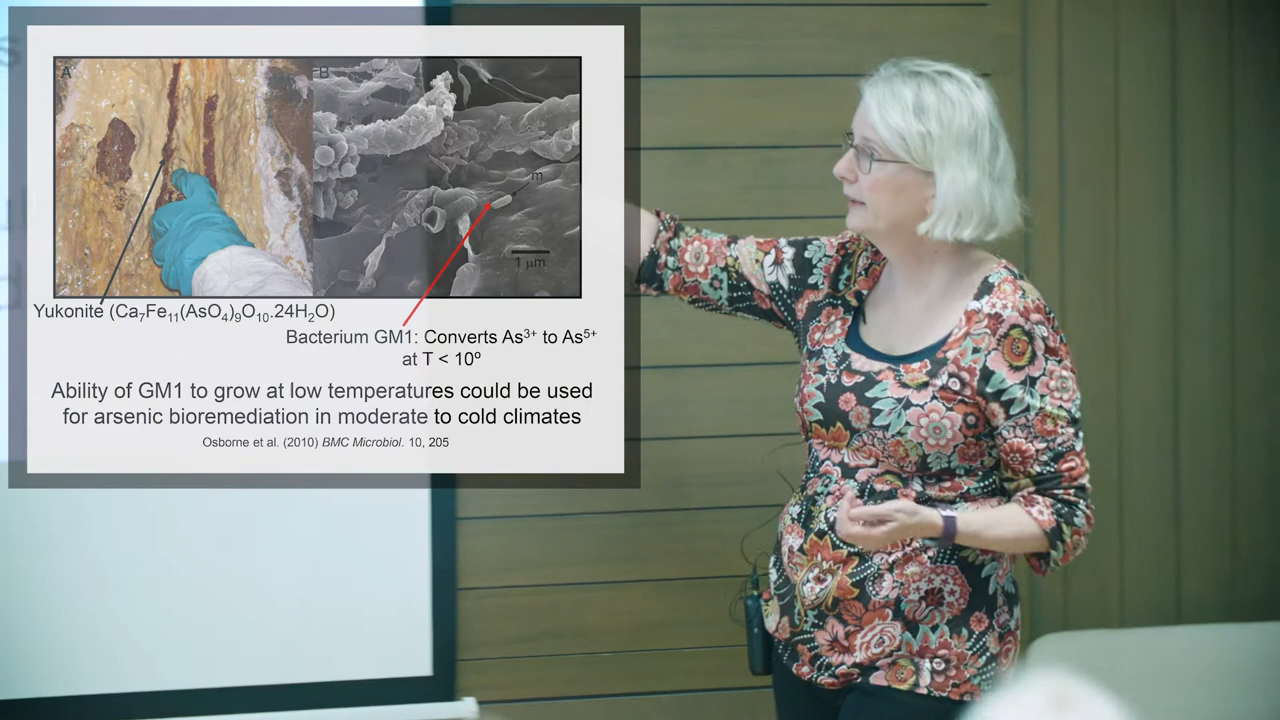 A
B
m
1 µm
Yukonite (Ca₇Fe₁₁(AsO₄)₉O₁₀.24H₂O)
Bacterium GM1: Converts As³⁺ to As⁵⁺
at T < 10º
Ability of GM1 to grow at low temperatures could be used
for arsenic bioremediation in moderate to cold climates
Osborne et al. (2010) BMC Microbiol. 10, 205